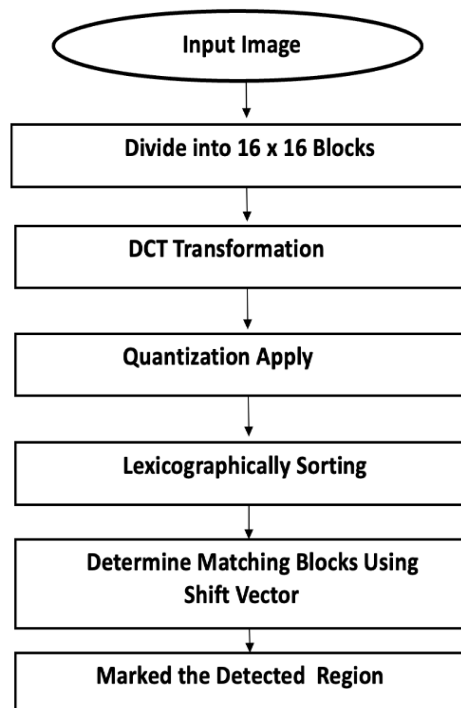 Input Image
Divide into 16 x 16 Blocks
DCT Transformation
Quantization Apply
Lexicographically Sorting
Determine Matching Blocks Using
Shift Vector
Marked the Detected Region